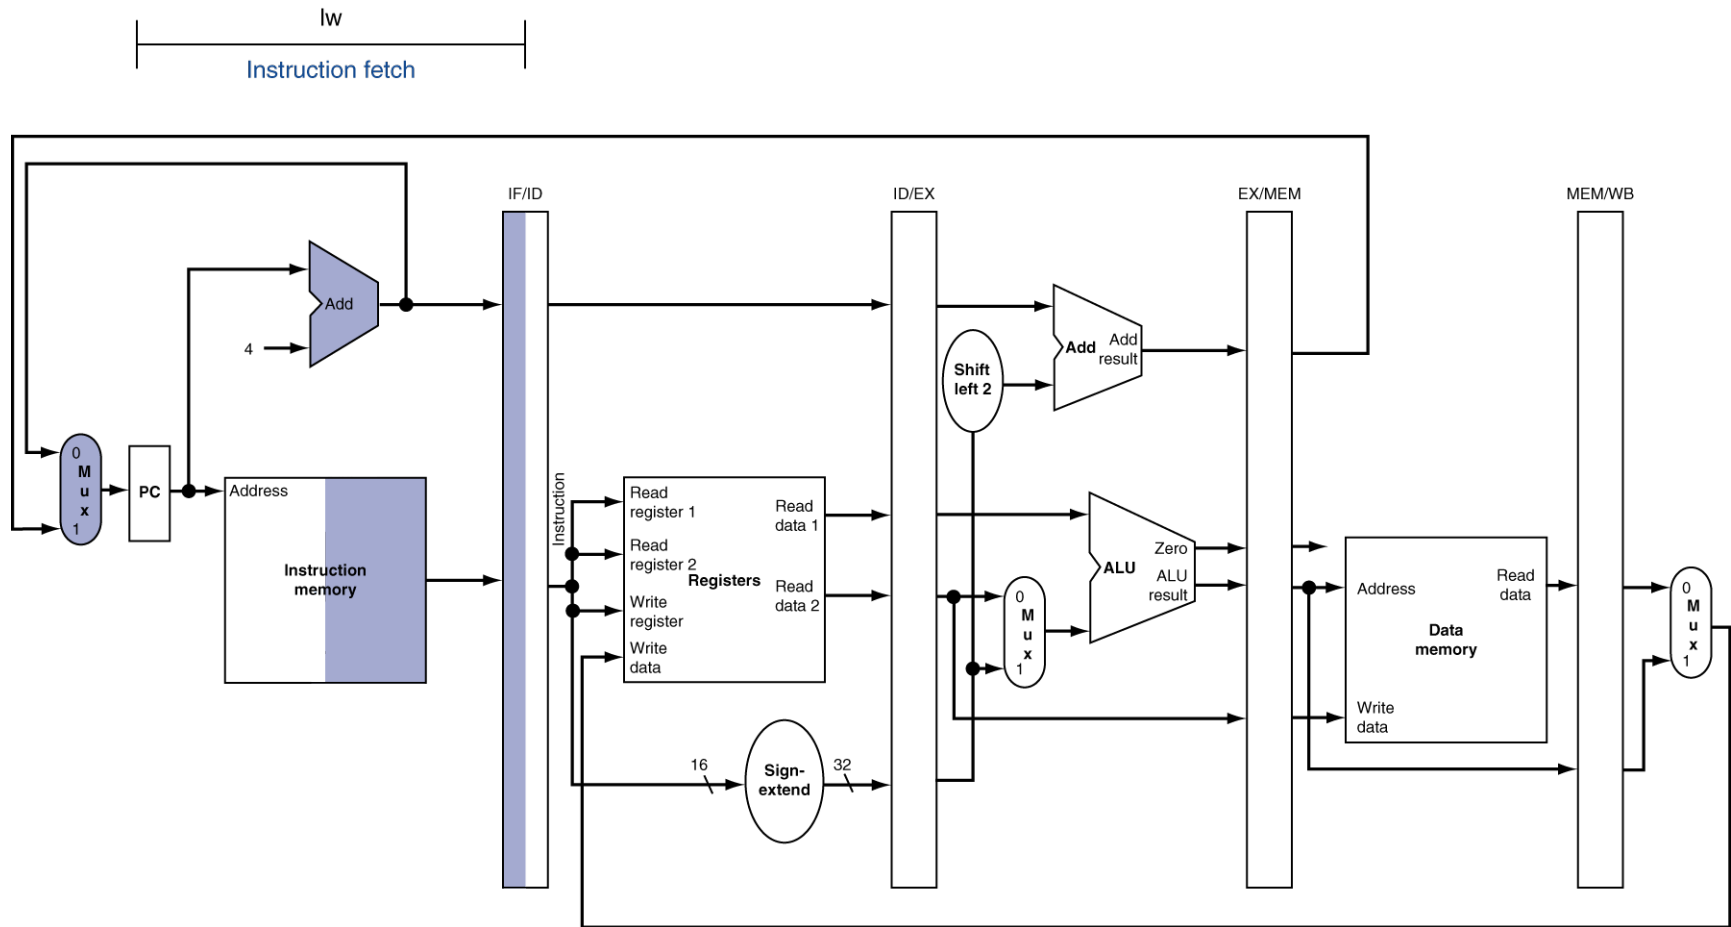 lw
Instruction fetch
IF/ID
ID/EX
EX/MEM
MEM/WB
Add
4
Add
Add
result
Shift
left 2
0
M
u
x
1
PC
Address
Instruction
memory
Instruction
Read
register 1
Read
register 2
Write
register
Write
data
Registers
Read
data 1
Read
data 2
0
M
u
x
1
ALU
Zero
ALU
result
Address
Read
data
Data
memory
Write
data
0
M
u
x
1
16
Sign-
extend
32